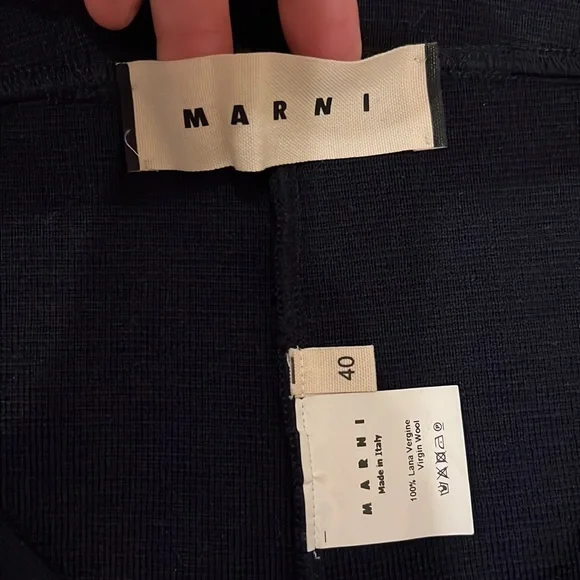 MARNI
40
MARNI
Made in Italy
100% Lana Vergine
Virgin Wool